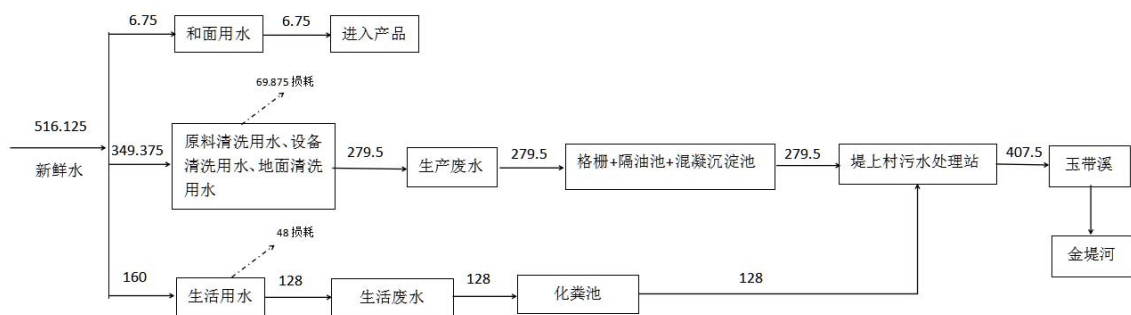 6.75
和面用水
6.75
进入产品
69.875 损耗
516.125
新鲜水
349.375
原料清洗用水、设备
清洗用水、地面清洗
用水
279.5
生产废水
279.5
格栅+隔油池+混凝沉淀池
279.5
堤上村污水处理站
407.5
玉带溪
金堤河
48 损耗
160
生活用水
128
生活废水
128
化粪池
128